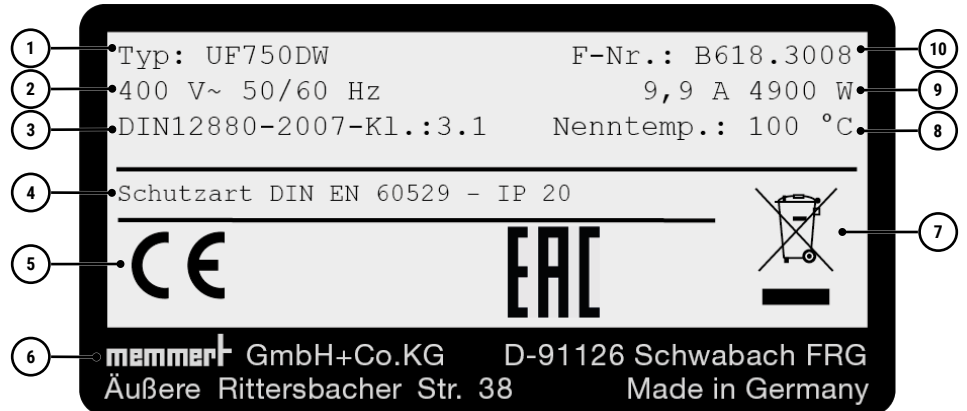 1 Typ: UF750DW F-Nr.: B618.3008 10
2 400 V~ 50/60 Hz 9,9 A 4900 W 9
3 DIN12880-2007-Kl.:3.1 Nenntemp.: 100 °C 8
4 Schutzart DIN EN 60529 - IP 20
7
5 CE EAC
6 memmert GmbH+Co.KG D-91126 Schwabach FRG
Äußere Rittersbacher Str. 38 Made in Germany